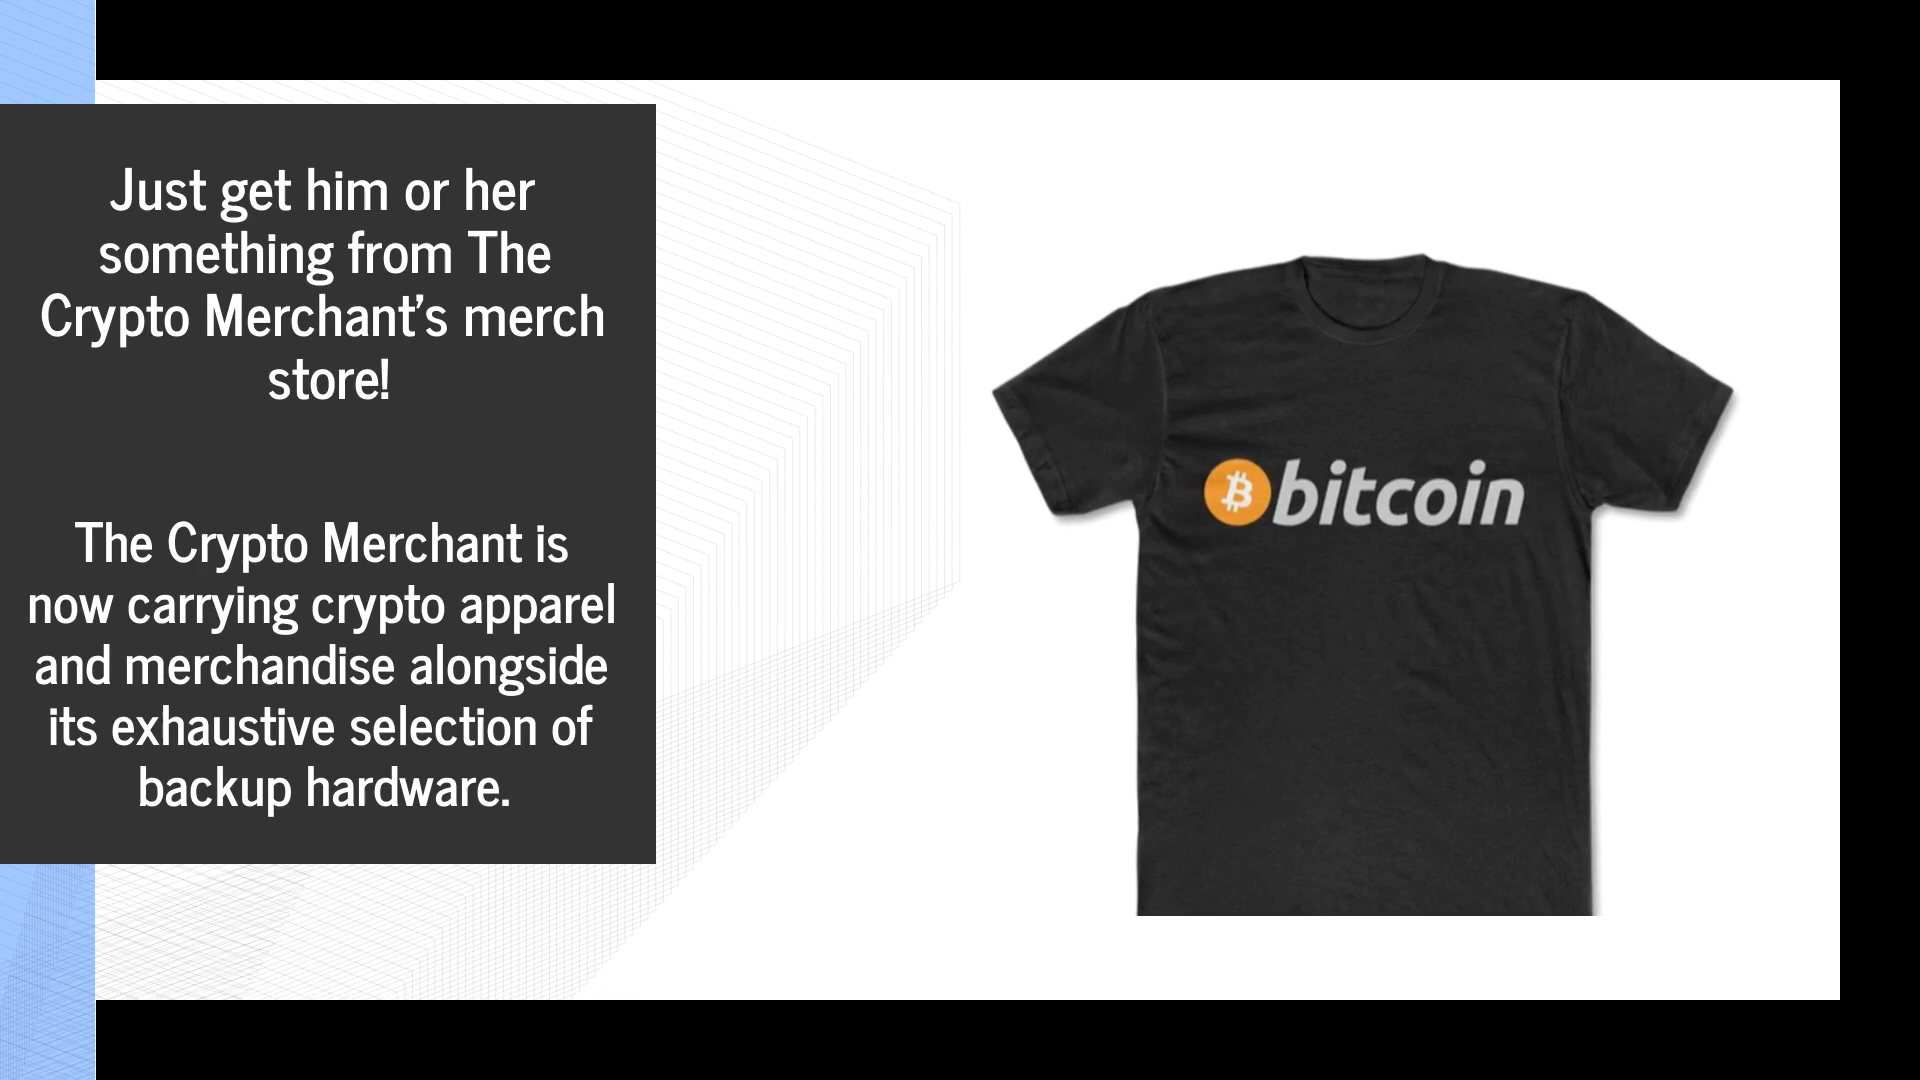 Just get him or her
something from The
Crypto Merchant’s merch
store!
The Crypto Merchant is
now carrying crypto apparel
and merchandise alongside
its exhaustive selection of
backup hardware.
bitcoin